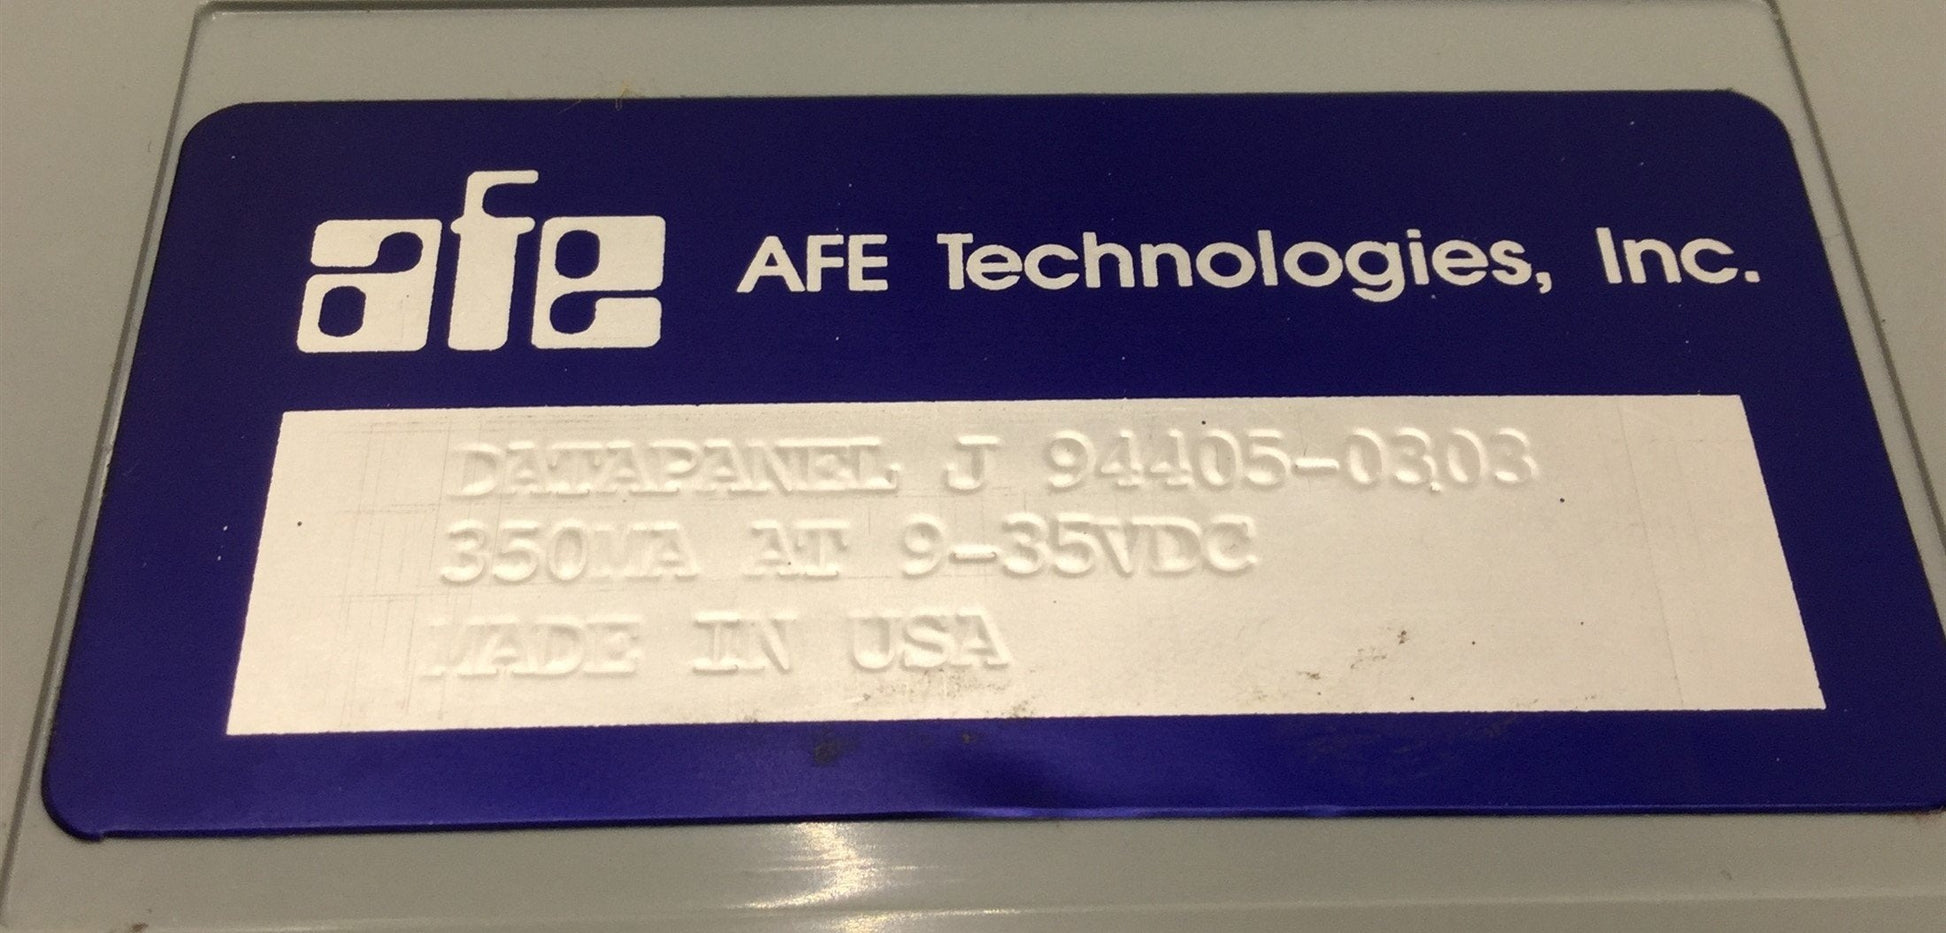 afe AFE Technologies, Inc.
DATAPANEL J 94405-0303
350MA AT 9-35VDC
MADE IN USA